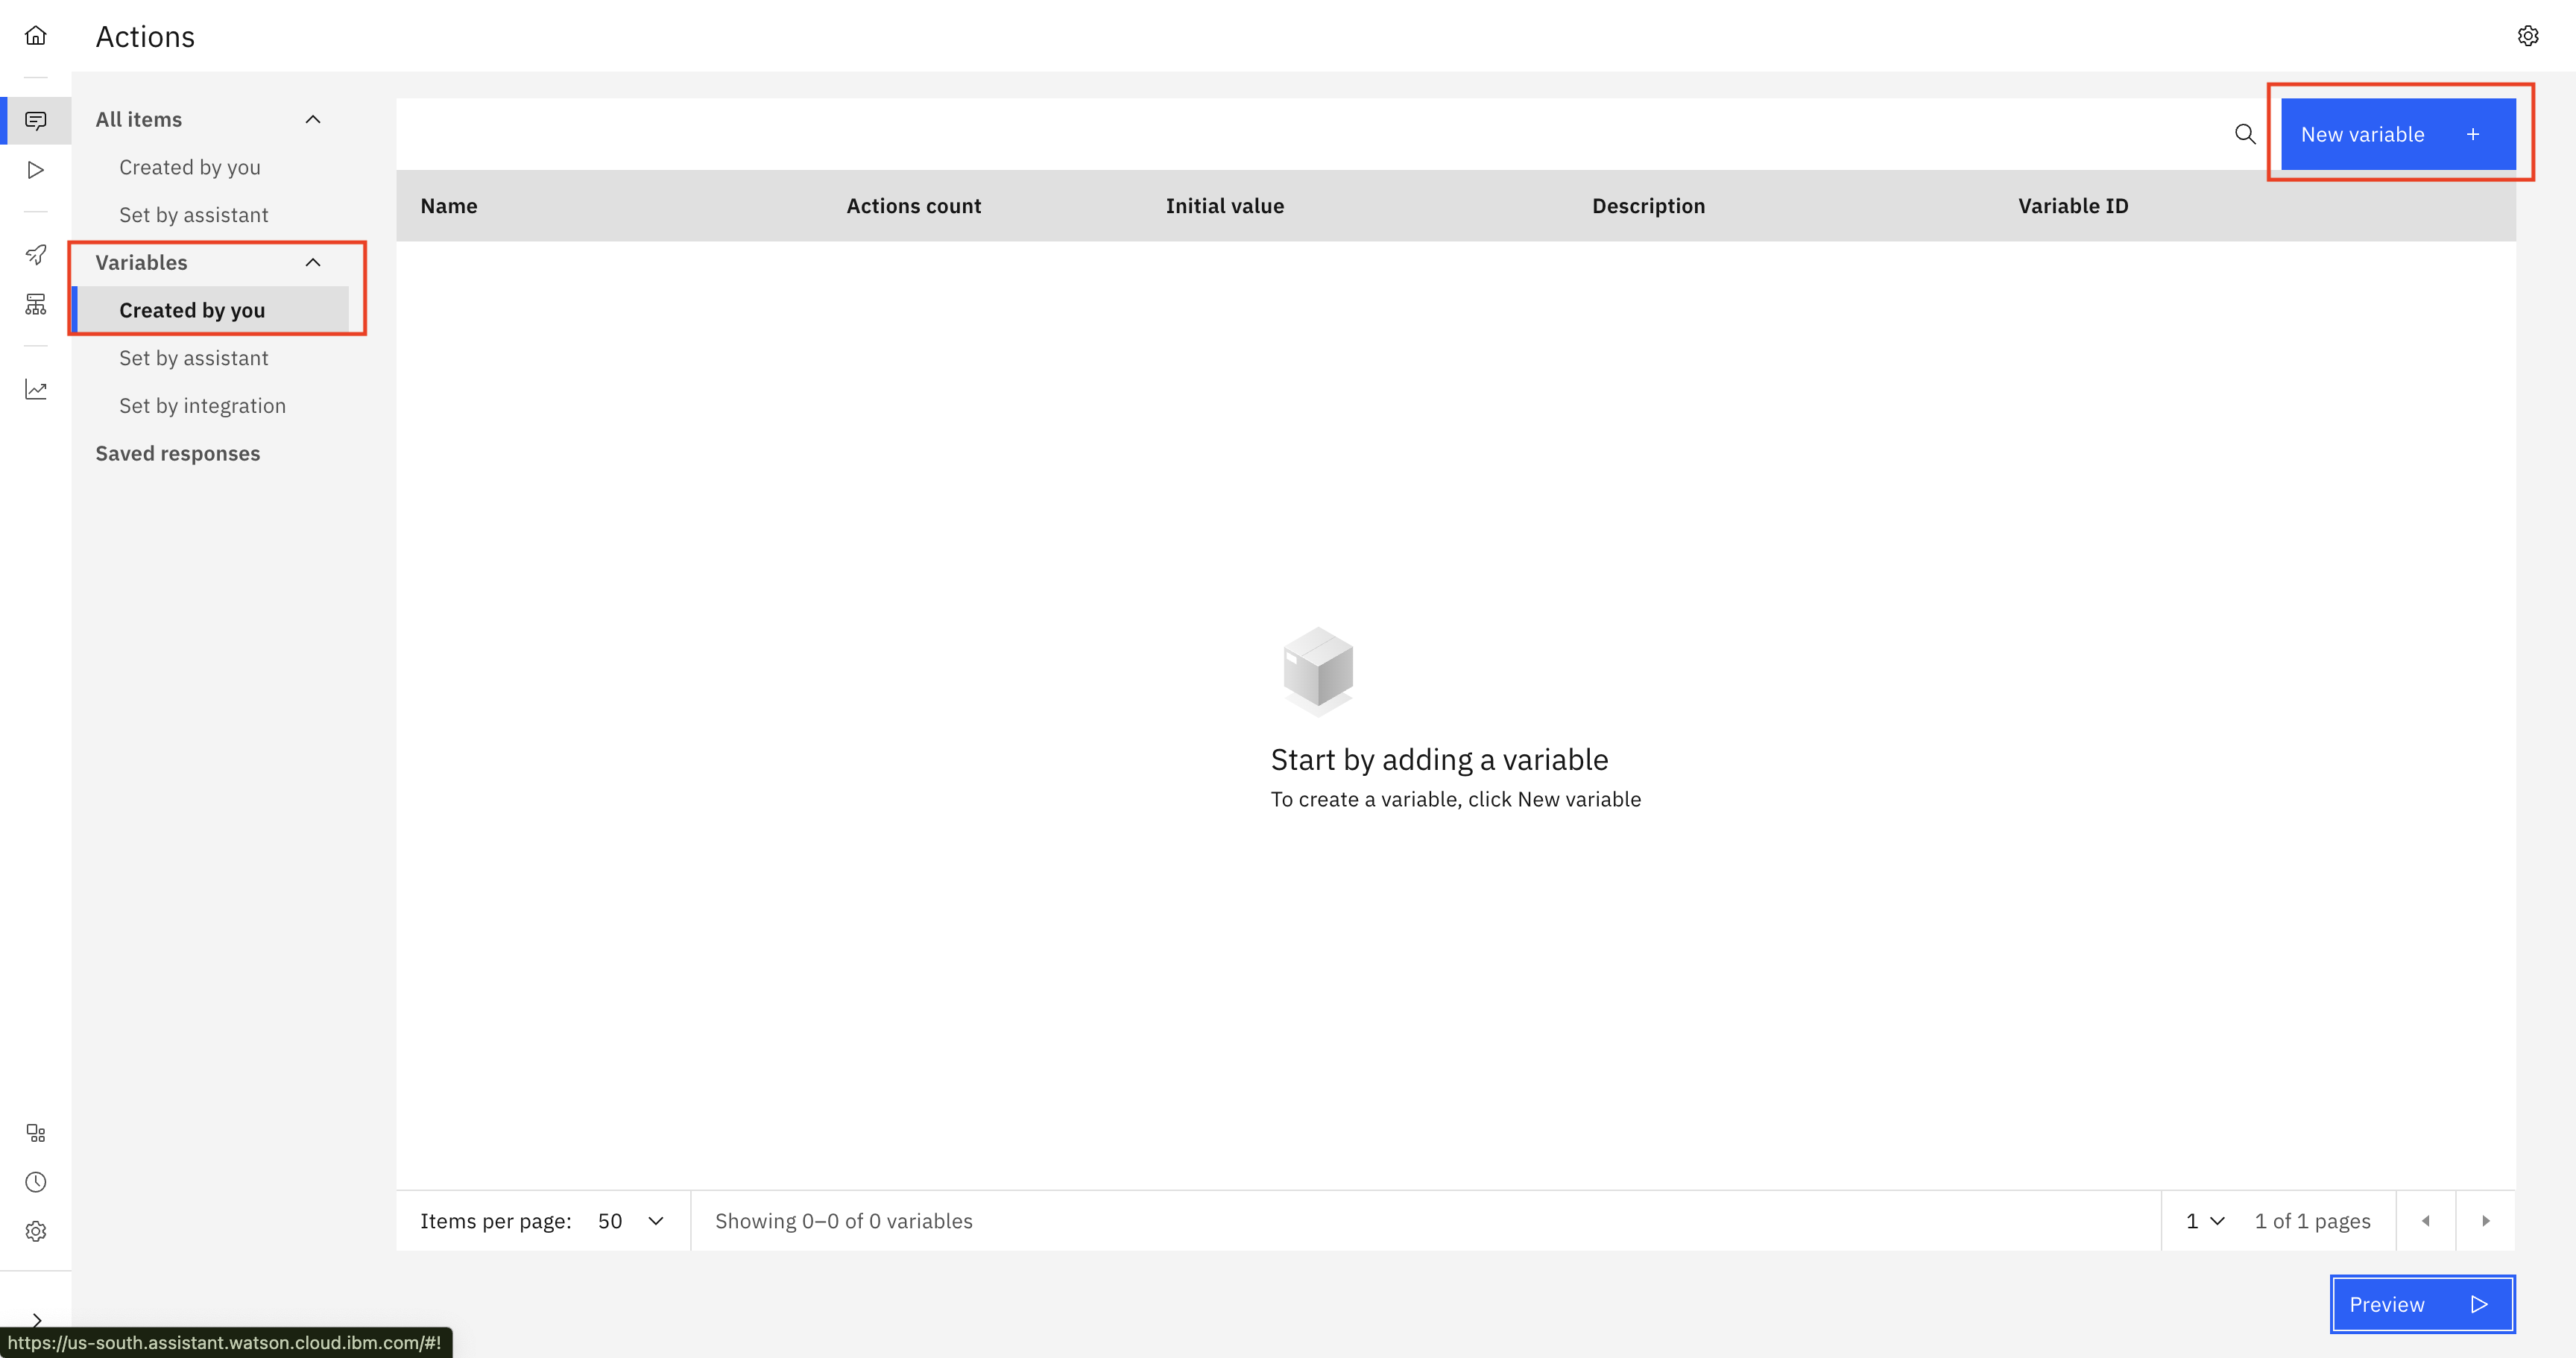 Actions
All items
Created by you
Set by assistant
Variables
Created by you
Set by assistant
Set by integration
Saved responses
New variable +
Name Actions count Initial value Description Variable ID
Start by adding a variable
To create a variable, click New variable
Items per page: 50 Showing 0–0 of 0 variables 1 1 of 1 pages
Preview
https://us-south.assistant.watson.cloud.ibm.com/#!